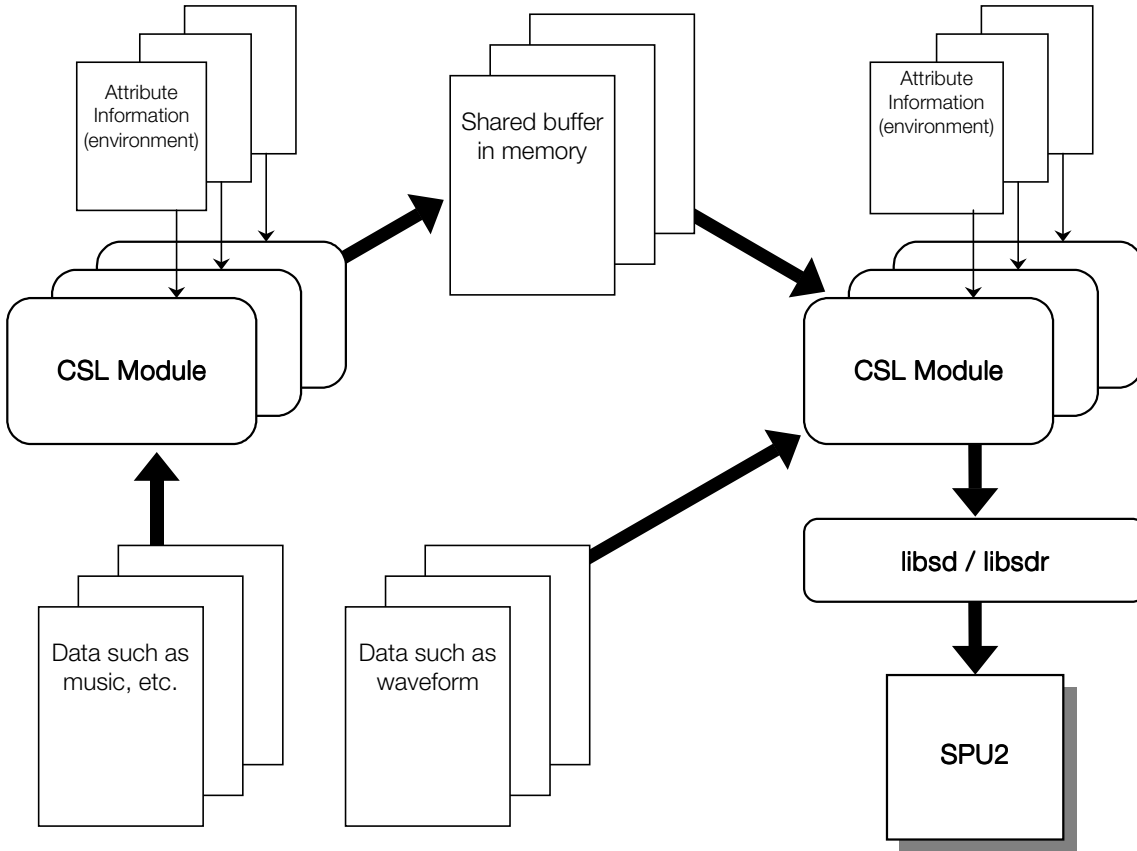 Attribute
Information
(environment)
Shared buffer
in memory
Attribute
Information
(environment)
CSL Module
CSL Module
libsd / libsdr
Data such as
music, etc.
Data such as
waveform
SPU2